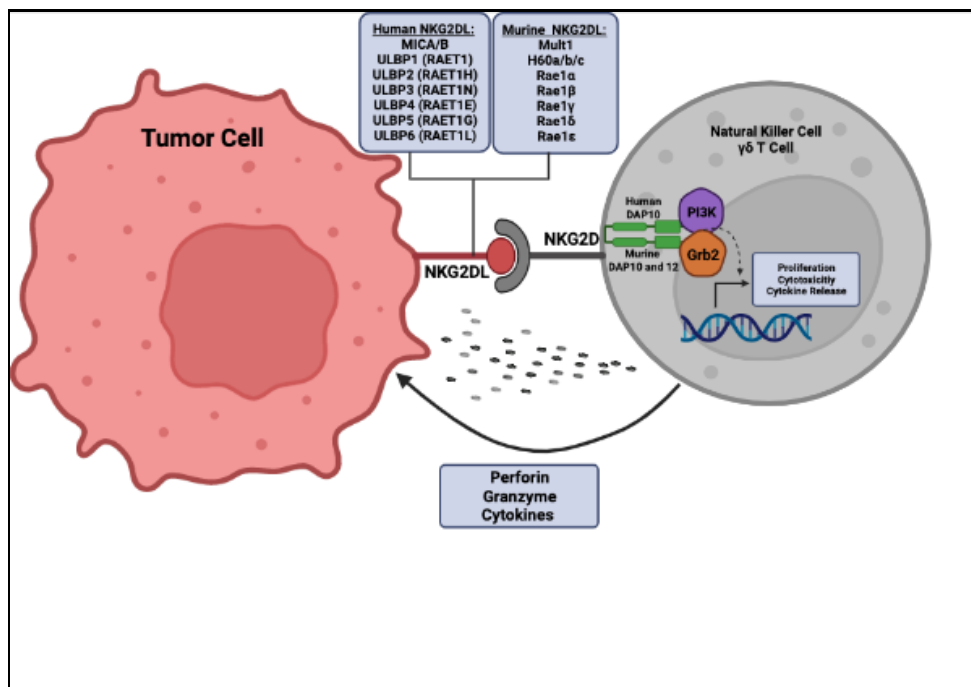 Human NKG2DL:
MICA/B
ULBP1 (RAET1)
ULBP2 (RAET1H)
ULBP3 (RAET1N)
ULBP4 (RAET1E)
ULBP5 (RAET1G)
ULBP6 (RAET1L)
Murine NKG2DL:
Mult1
H60a/b/c
Rae1α
Rae1β
Rae1γ
Rae1δ
Rae1ε
Tumor Cell
Natural Killer Cell
γδ T Cell
NKG2DL
NKG2D
Human
DAP10
Murine
DAP10 and 12
PI3K
Grb2
Proliferation
Cytotoxicitiy
Cytokine Release
Perforin
Granzyme
Cytokines